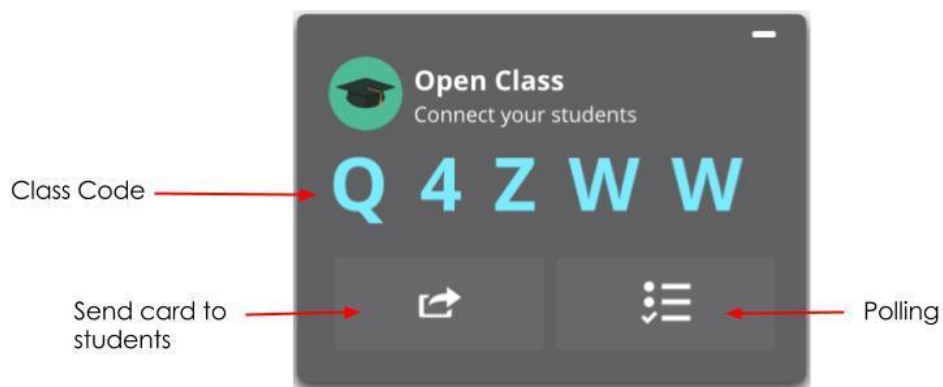 Open Class
Connect your students
Class Code
Q 4 Z W W
Send card to
students
Polling